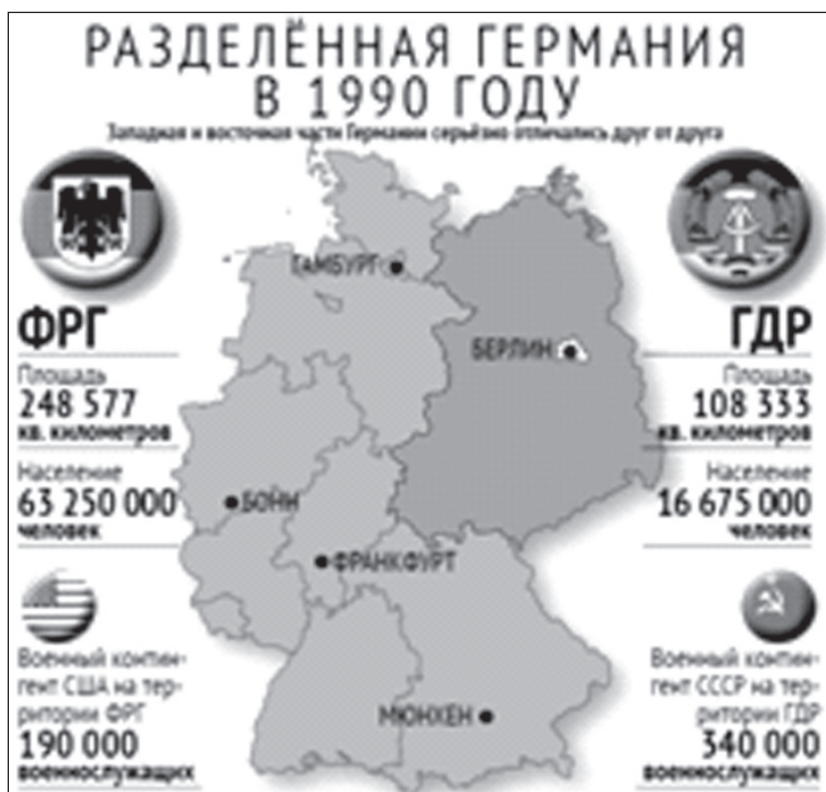 РАЗДЕЛЁННАЯ ГЕРМАНИЯ
В 1990 ГОДУ
Западная и восточная части Германии серьёзно отличались друг от друга
ФРГ
Площадь
248 577
кв. километров
Население
63 250 000
человек
Военный контин-
гент США на тер-
ритории ФРГ
190 000
военнослужащих
ГАМБУРГ
БЕРЛИН
БОНН
ФРАНКФУРТ
МЮНХЕН
ГДР
Площадь
108 333
кв. километров
Население
16 675 000
человек
Военный контин-
гент СССР на тер-
ритории ГДР
340 000
военнослужащих